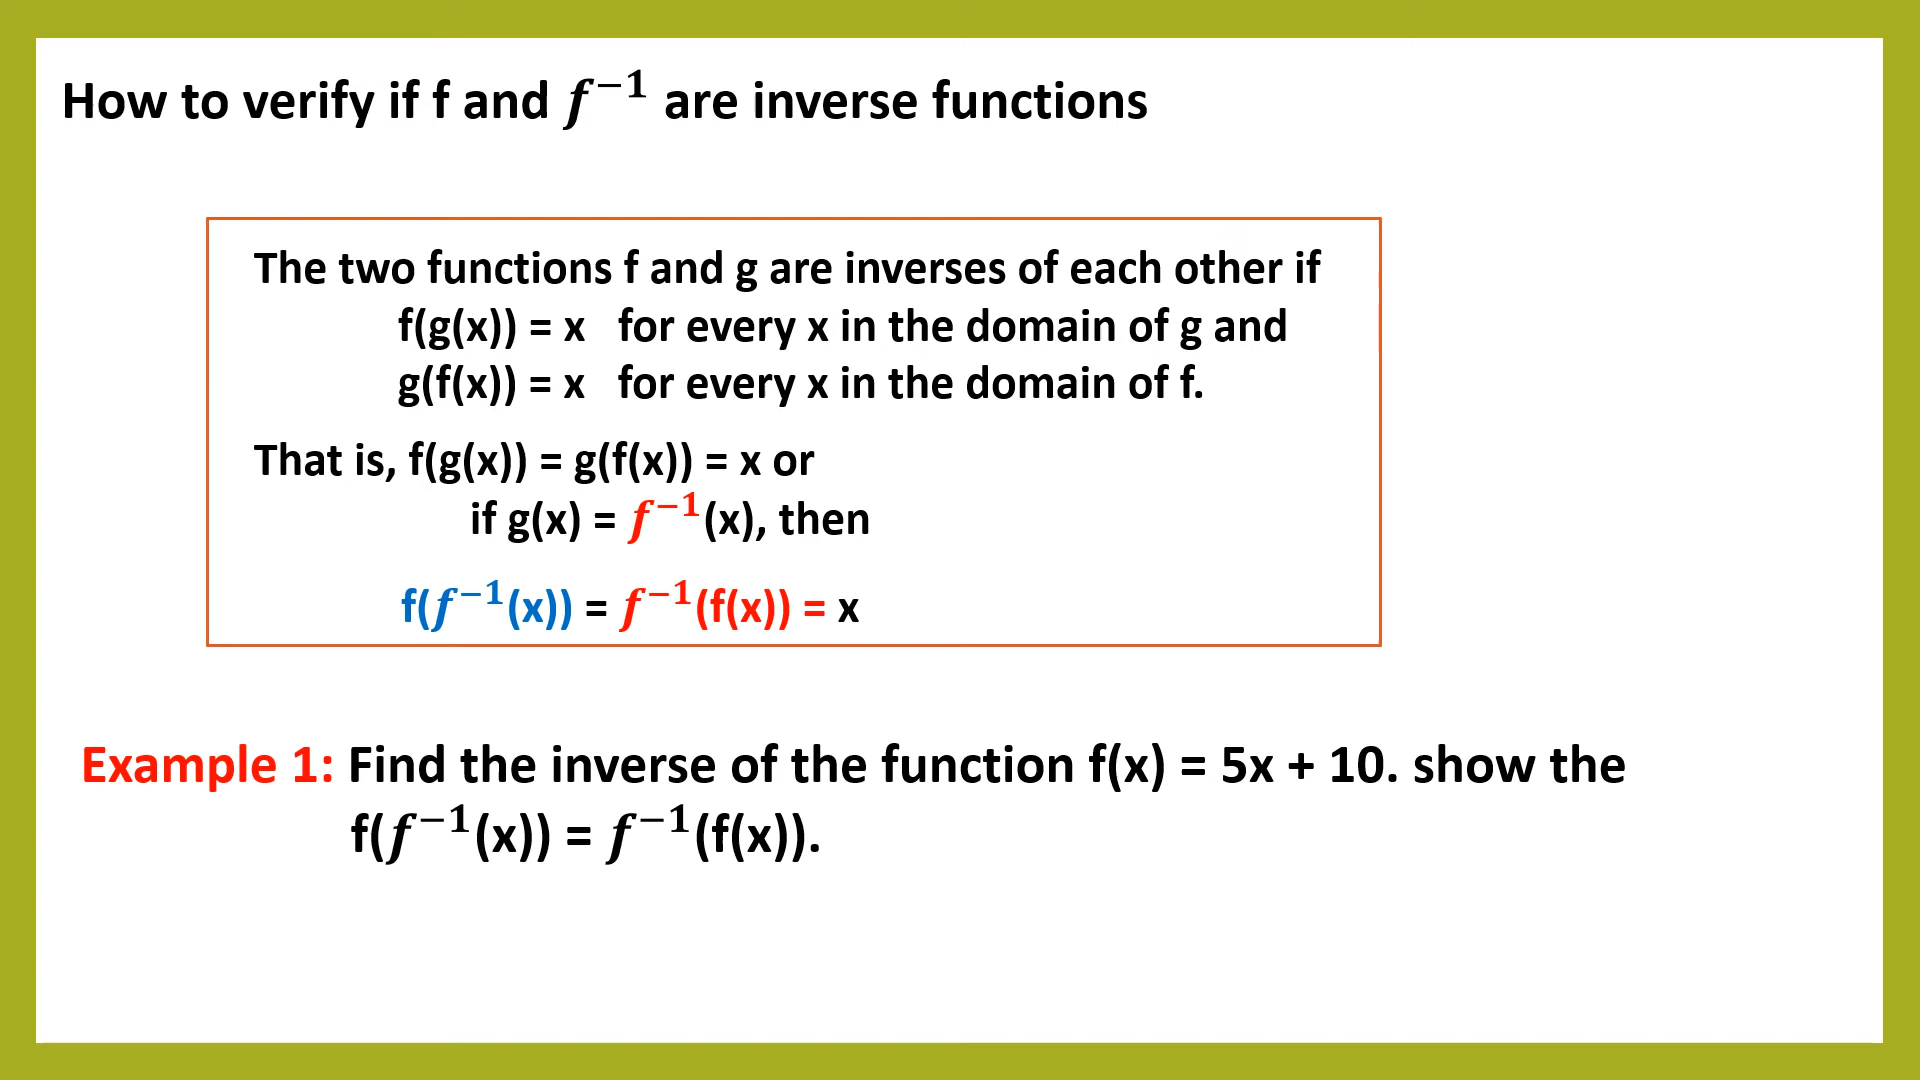 How to verify if f and f⁻¹ are inverse functions
The two functions f and g are inverses of each other if
f(g(x)) = x for every x in the domain of g and
g(f(x)) = x for every x in the domain of f.
That is, f(g(x)) = g(f(x)) = x or
if g(x) = f⁻¹(x), then
f(f⁻¹(x)) = f⁻¹(f(x)) = x
Example 1: Find the inverse of the function f(x) = 5x + 10. show the
f(f⁻¹(x)) = f⁻¹(f(x)).